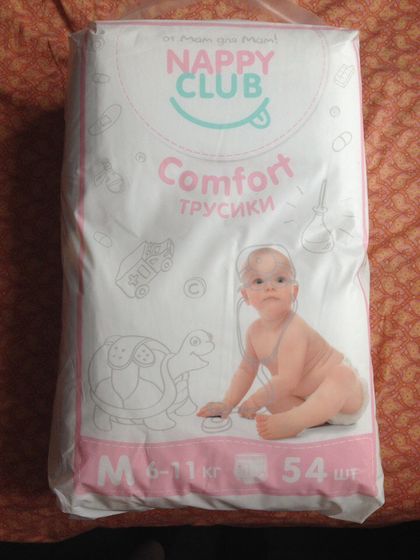 от мам для мам!
NAPPY
CLUB
Comfort
ТРУСИКИ
C
M 6-11 кг 54 шт